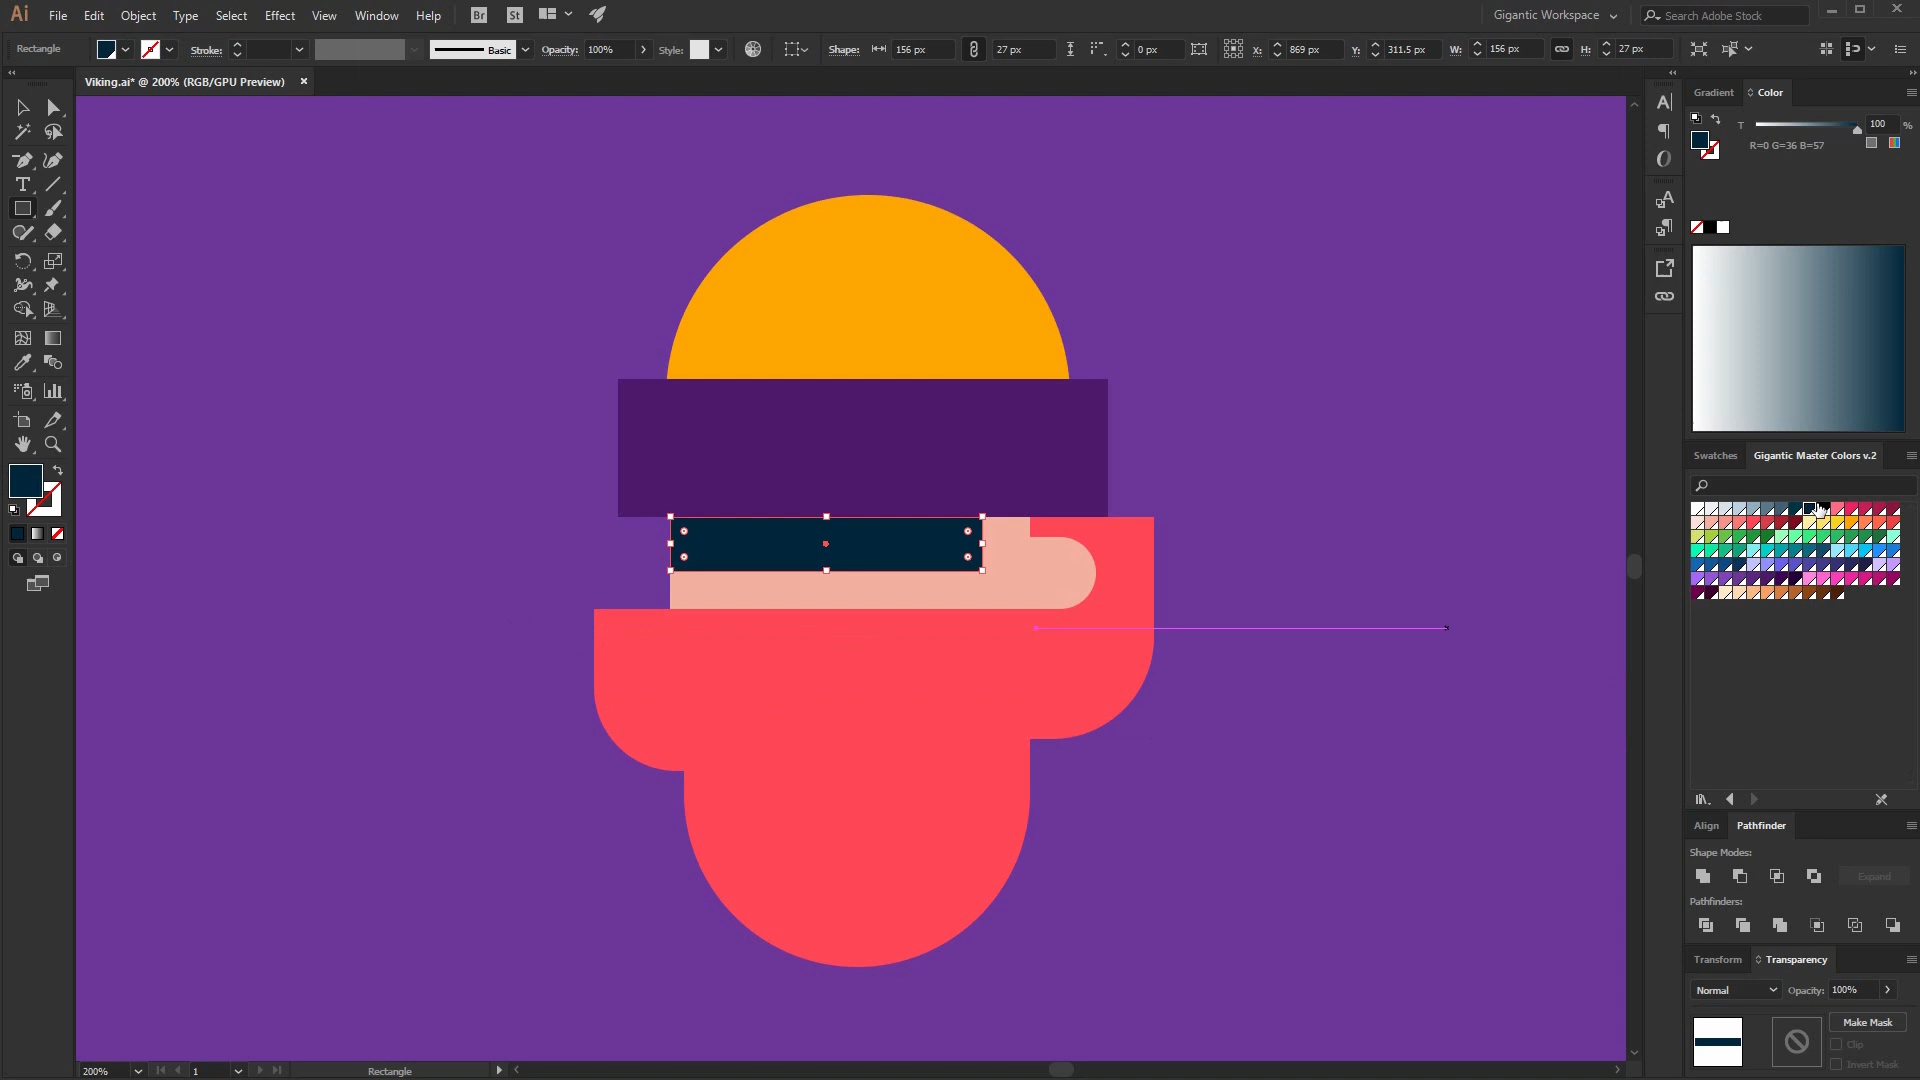 Ai File Edit Object Type Select Effect View Window Help Br St Gigantic Workspace Search Adobe Stock
Rectangle Stroke: Basic Opacity: 100% Style: Shape: 156 px 27 px 0 px X: 869 px Y: 311.5 px W: 156 px H: 27 px
Viking.ai* @ 200% (RGB/GPU Preview)
Gradient Color
T 100 %
R=0 G=36 B=57
Swatches Gigantic Master Colors v.2
Align Pathfinder
Shape Modes:
Expand
Pathfinders:
Transform Transparency
Normal Opacity: 100%
Make Mask
Clip
Invert Mask
200% 1 Rectangle